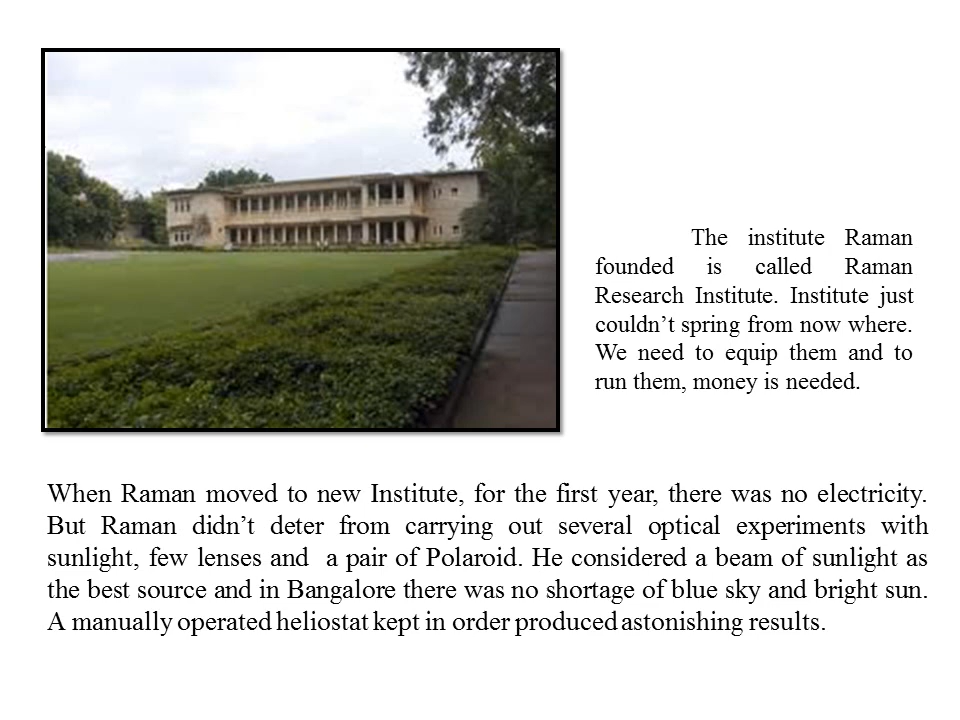 The institute Raman
founded is called Raman
Research Institute. Institute just
couldn’t spring from now where.
We need to equip them and to
run them, money is needed.
When Raman moved to new Institute, for the first year, there was no electricity.
But Raman didn’t deter from carrying out several optical experiments with
sunlight, few lenses and a pair of Polaroid. He considered a beam of sunlight as
the best source and in Bangalore there was no shortage of blue sky and bright sun.
A manually operated heliostat kept in order produced astonishing results.